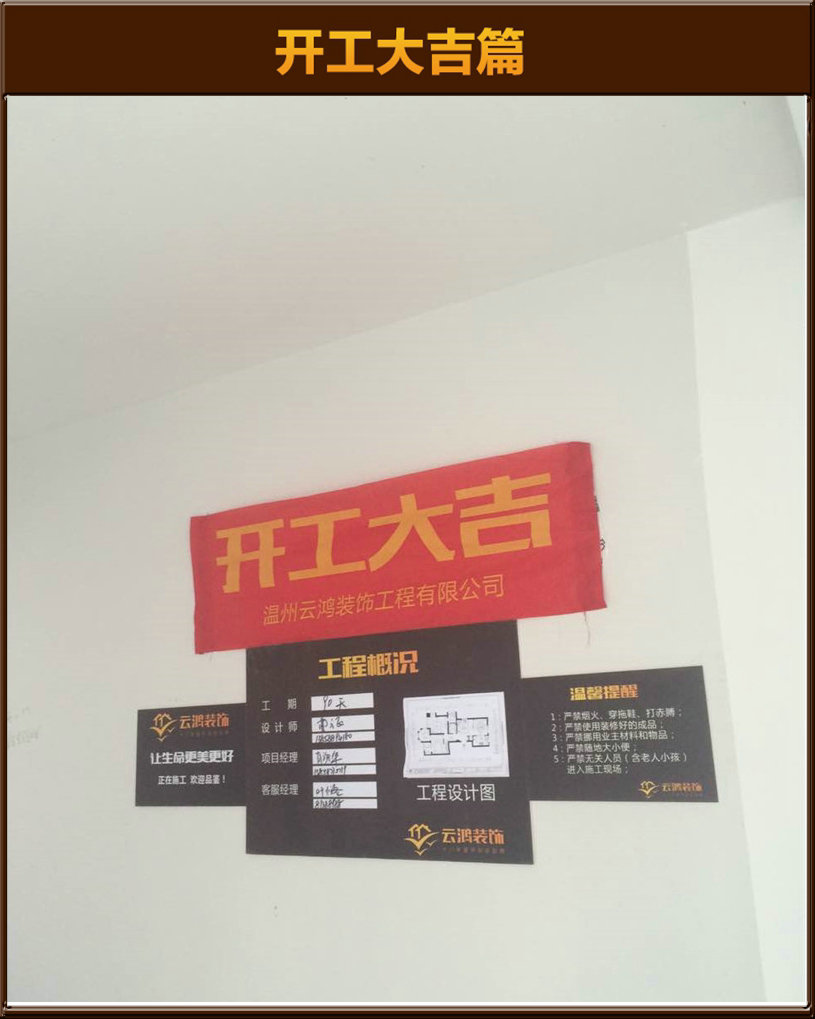 开工大吉篇
开工大吉
温州云鸿装饰工程有限公司
工程概况
工 期 90天
设计师
项目经理
客服经理
工程设计图
云鸿装饰
云鸿装饰
让生命更美更好
正在施工 欢迎品鉴！
温馨提醒
1：严禁烟火、穿拖鞋、打赤膊；
2：严禁使用装修好的成品；
3：严禁挪用业主材料和物品；
4：严禁随地大小便；
5：严禁无关人员（含老人小孩）
进入施工现场；
云鸿装饰